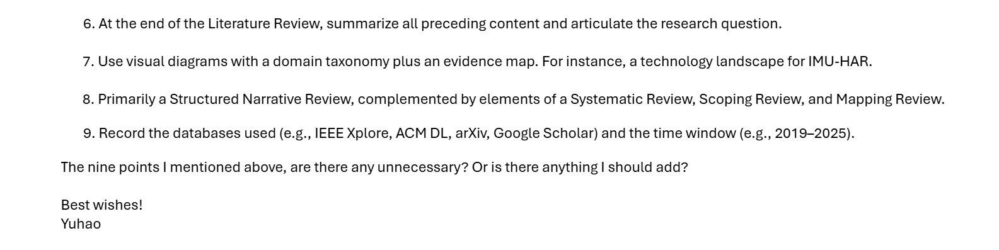 6. At the end of the Literature Review, summarize all preceding content and articulate the research question.
7. Use visual diagrams with a domain taxonomy plus an evidence map. For instance, a technology landscape for IMU-HAR.
8. Primarily a Structured Narrative Review, complemented by elements of a Systematic Review, Scoping Review, and Mapping Review.
9. Record the databases used (e.g., IEEE Xplore, ACM DL, arXiv, Google Scholar) and the time window (e.g., 2019–2025).
The nine points I mentioned above, are there any unnecessary? Or is there anything I should add?
Best wishes!
Yuhao